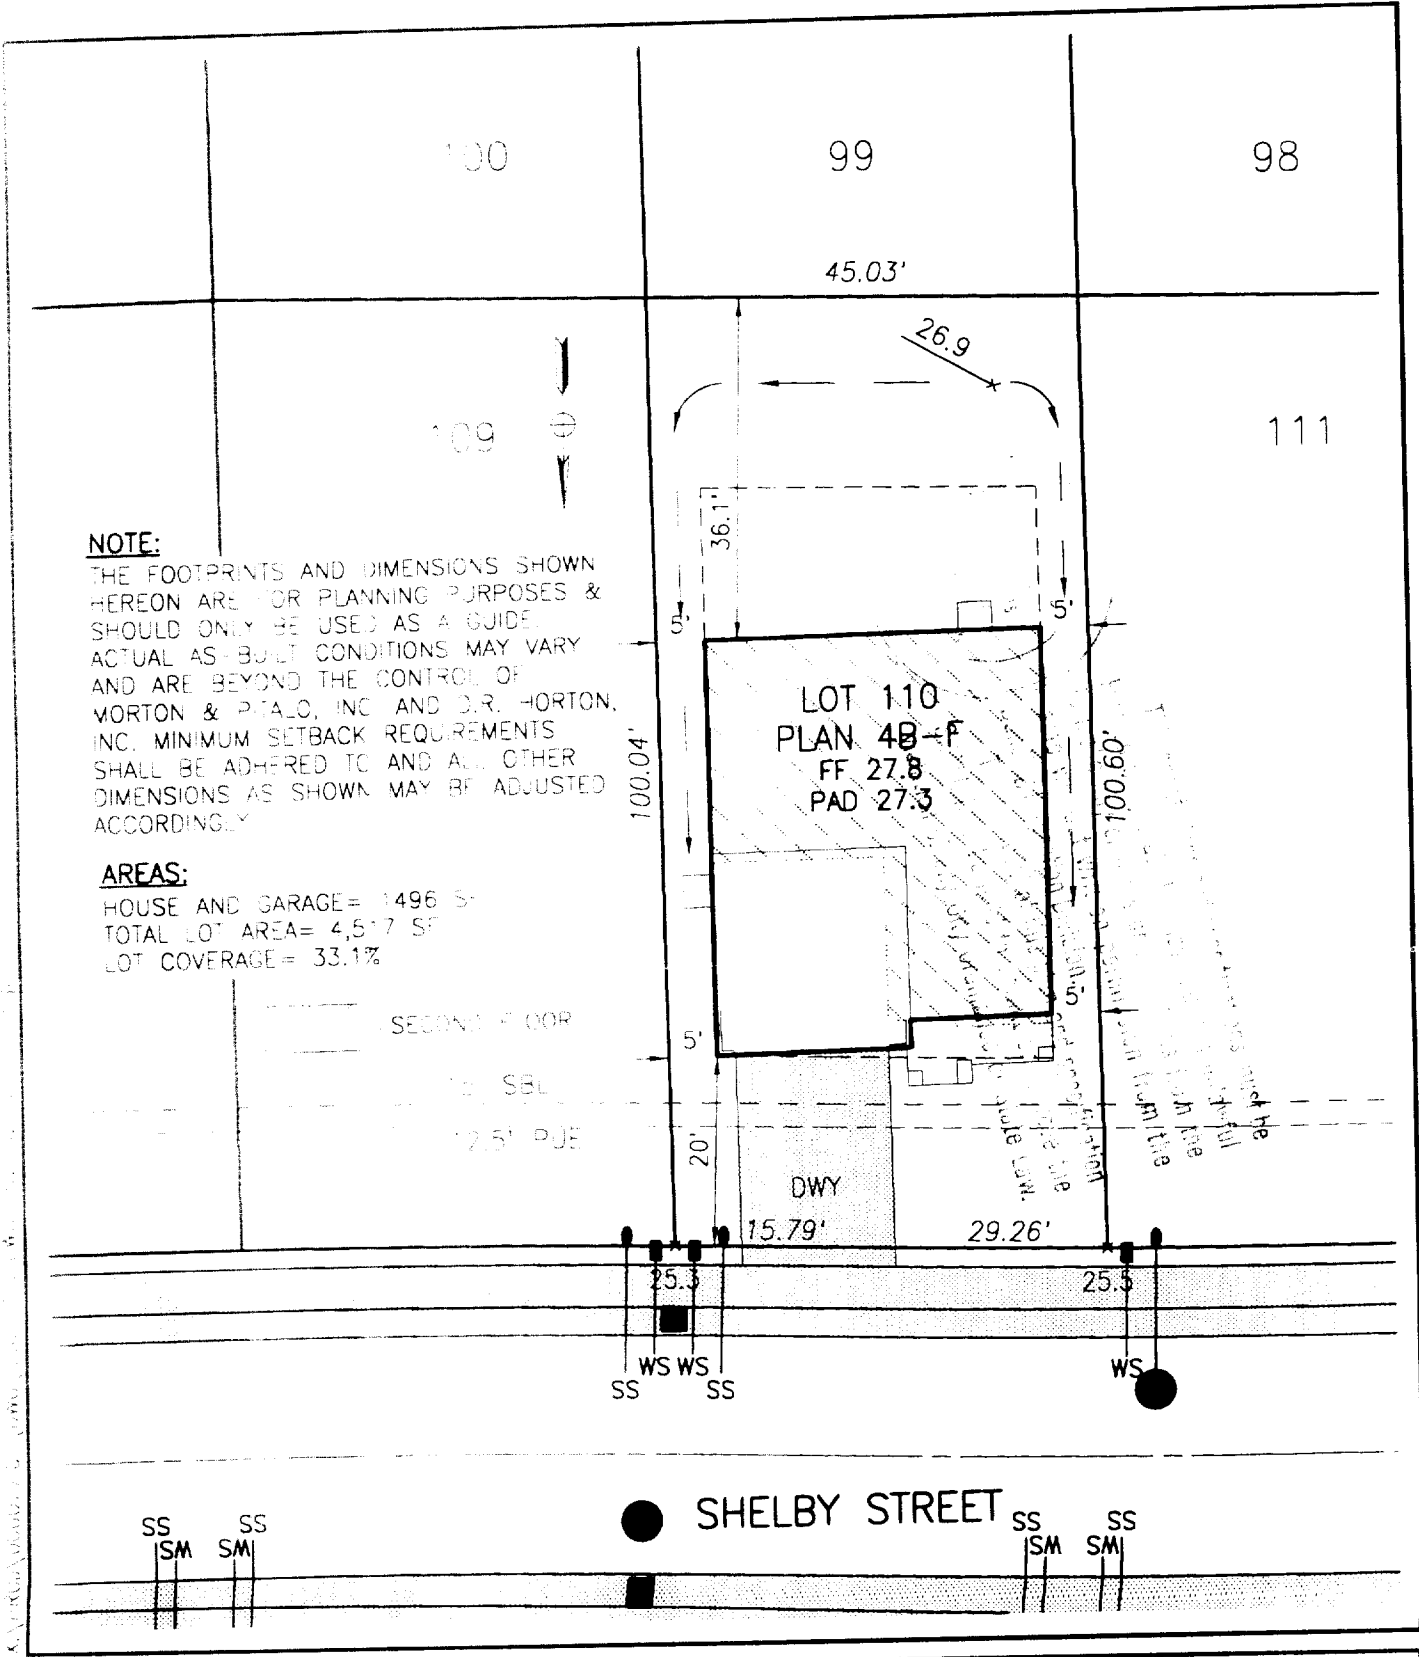 100 99 98
45.03'
26.9
109 111
36.1'
NOTE:
THE FOOTPRINTS AND DIMENSIONS SHOWN
HEREON ARE FOR PLANNING PURPOSES &
SHOULD ONLY BE USED AS A GUIDE.
ACTUAL AS-BUILT CONDITIONS MAY VARY
AND ARE BEYOND THE CONTROL OF
MORTON & PITALO, INC AND D.R. HORTON,
INC. MINIMUM SETBACK REQUIREMENTS
SHALL BE ADHERED TO AND ALL OTHER
DIMENSIONS AS SHOWN MAY BE ADJUSTED
ACCORDINGLY
5' 5'
LOT 110
PLAN 4B-F
FF 27.8
PAD 27.3
100.04' 100.60'
AREAS:
HOUSE AND GARAGE= 1496 SF
TOTAL LOT AREA= 4,517 SF
LOT COVERAGE= 33.1%
SECOND FLOOR
5' 5'
SBL
12.5' PUE
20'
DWY
15.79' 29.26'
25.3 25.5
WS WS WS
SS SS
SHELBY STREET
SS SS SS SS
SM SM SM SM